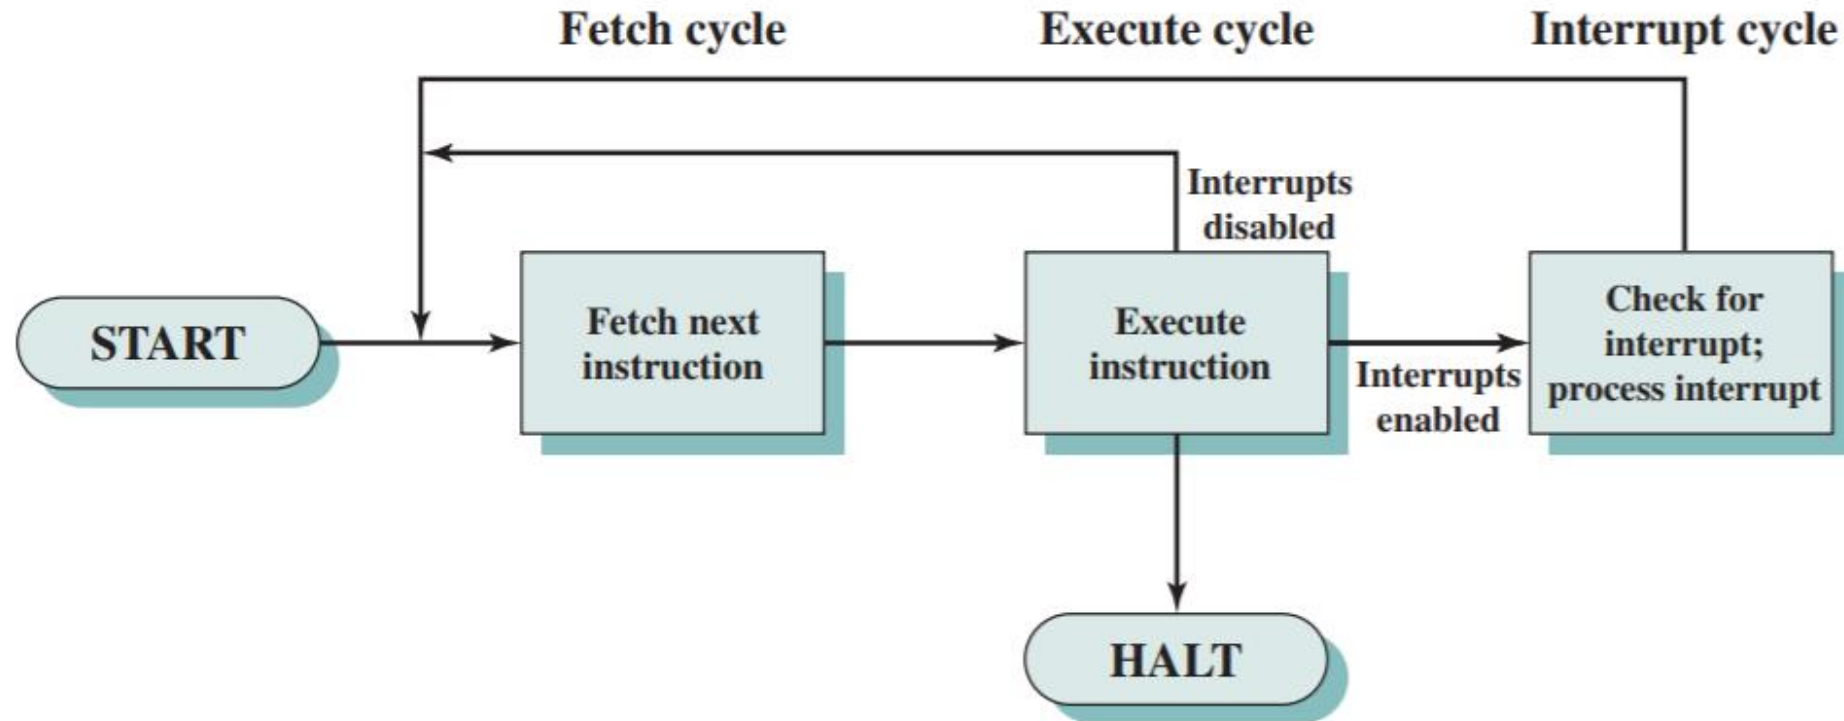 Fetch cycle
Execute cycle
Interrupt cycle
Interrupts
disabled
START
Fetch next
instruction
Execute
instruction
Interrupts
enabled
Check for
interrupt;
process interrupt
HALT